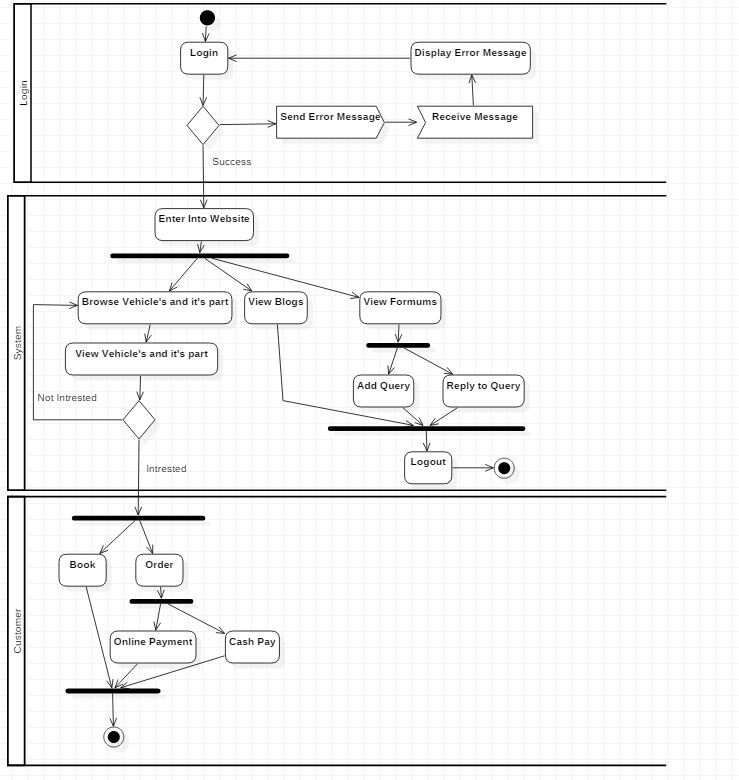 Login
Login
Display Error Message
Send Error Message
Receive Message
Success
System
Enter Into Website
Browse Vehicle's and it's part
View Blogs
View Formums
View Vehicle's and it's part
Add Query
Reply to Query
Not Intrested
Logout
Intrested
Customer
Book
Order
Online Payment
Cash Pay